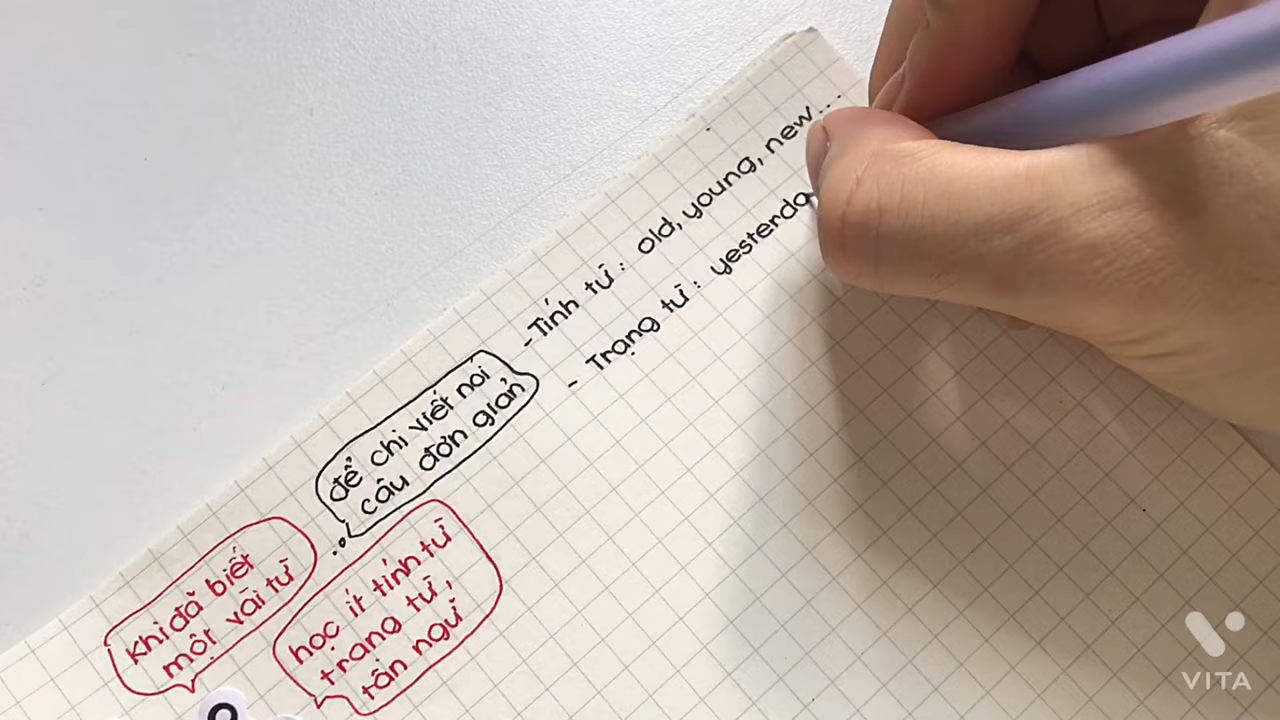 - Tính từ : old, young, new...
- Trạng từ : yesterda
để chi viết nói
câu đơn giản
khi đã biết
một vài từ
học ít tính từ
trạng từ,
tân ngữ
VITA